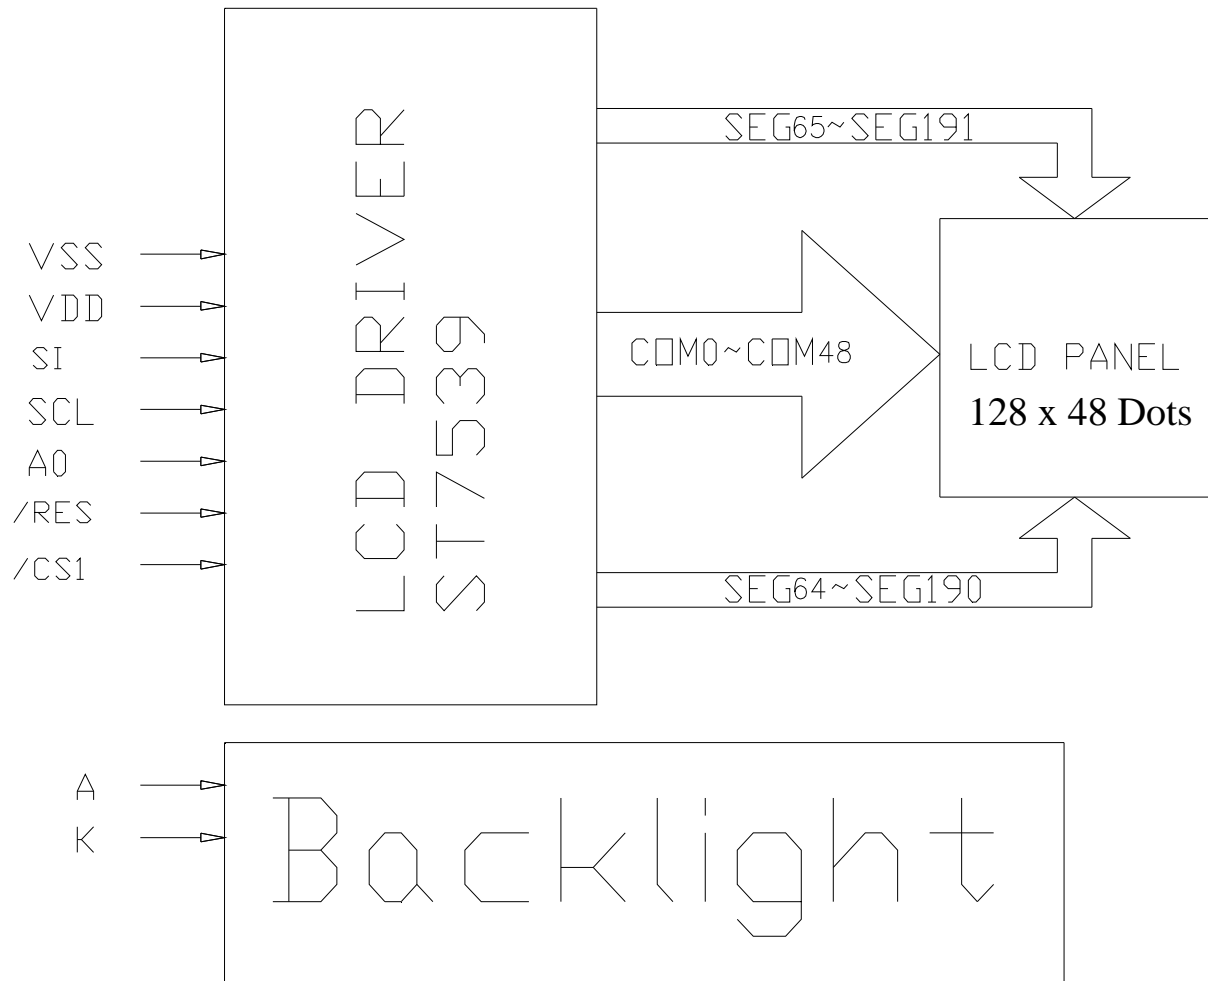 SEG65~SEG191
LCD DRIVER
ST7539
VSS
VDD
SI
SCL
A0
/RES
/CS1
COM0~COM48
LCD PANEL
128 x 48 Dots
SEG64~SEG190
A
K
Backlight